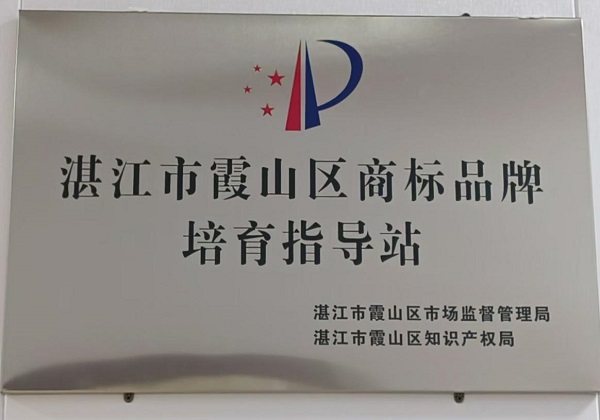 湛江市霞山区商标品牌
培育指导站
湛江市霞山区市场监督管理局
湛江市霞山区知识产权局